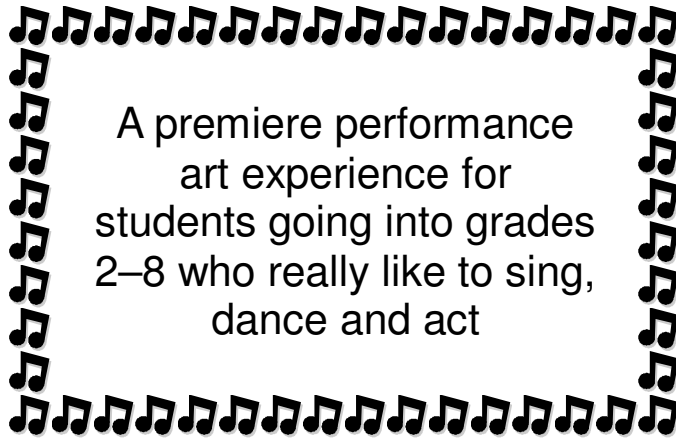 A premiere performance
art experience for
students going into grades
2–8 who really like to sing,
dance and act